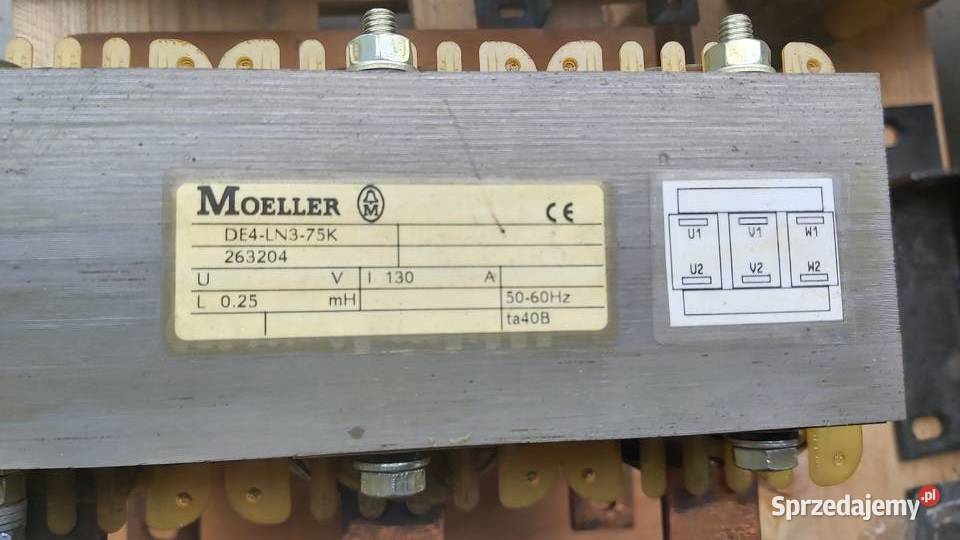 MOELLER AM CE
DE4-LN3-75K
263204
U V I 130 A
L 0.25 mH 50-60Hz
ta40B
U1 V1 W1
U2 V2 W2
Sprzedajemy.pl